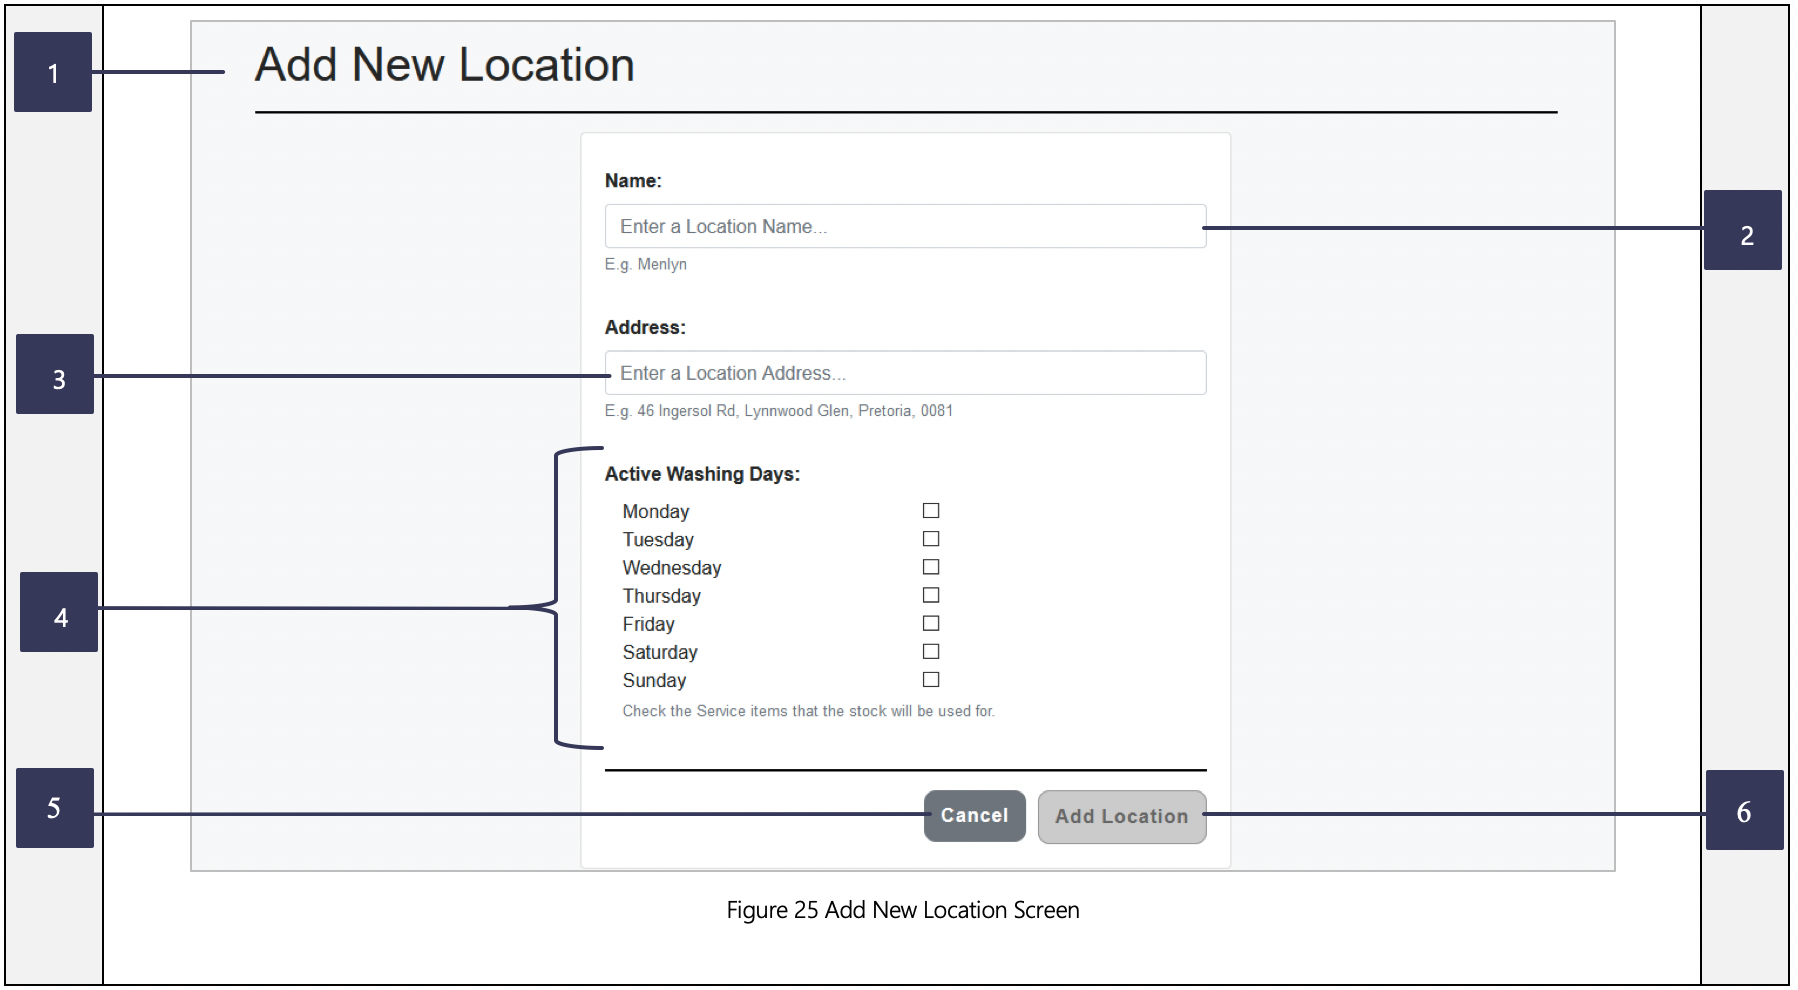 1
Add New Location
Name:
Enter a Location Name...
2
E.g. Menlyn
Address:
3
Enter a Location Address...
E.g. 46 Ingersol Rd, Lynnwood Glen, Pretoria, 0081
Active Washing Days:
Monday
Tuesday
Wednesday
Thursday
4
Friday
Saturday
Sunday
Check the Service items that the stock will be used for.
5
Cancel
Add Location
6
Figure 25 Add New Location Screen